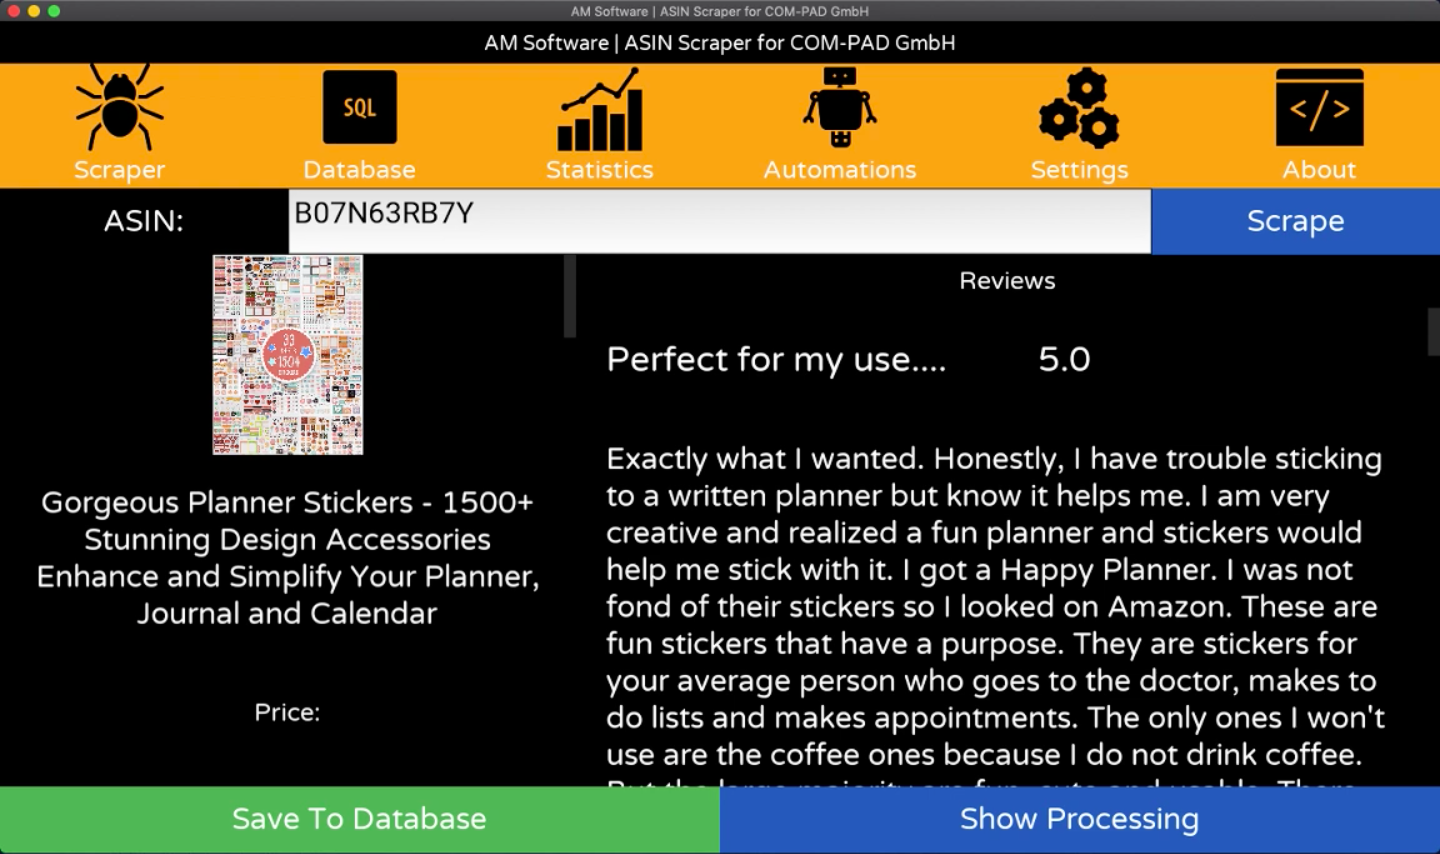 AM Software | ASIN Scraper for COM-PAD GmbH
AM Software | ASIN Scraper for COM-PAD GmbH
SQL
</>
Scraper
Database
Statistics
Automations
Settings
About
ASIN:
B07N63RB7Y
Scrape
33
1504
Gorgeous Planner Stickers - 1500+
Stunning Design Accessories
Enhance and Simplify Your Planner,
Journal and Calendar
Price:
Reviews
Perfect for my use....
5.0
Exactly what I wanted. Honestly, I have trouble sticking
to a written planner but know it helps me. I am very
creative and realized a fun planner and stickers would
help me stick with it. I got a Happy Planner. I was not
fond of their stickers so I looked on Amazon. These are
fun stickers that have a purpose. They are stickers for
your average person who goes to the doctor, makes to
do lists and makes appointments. The only ones I won't
use are the coffee ones because I do not drink coffee.
Save To Database
Show Processing